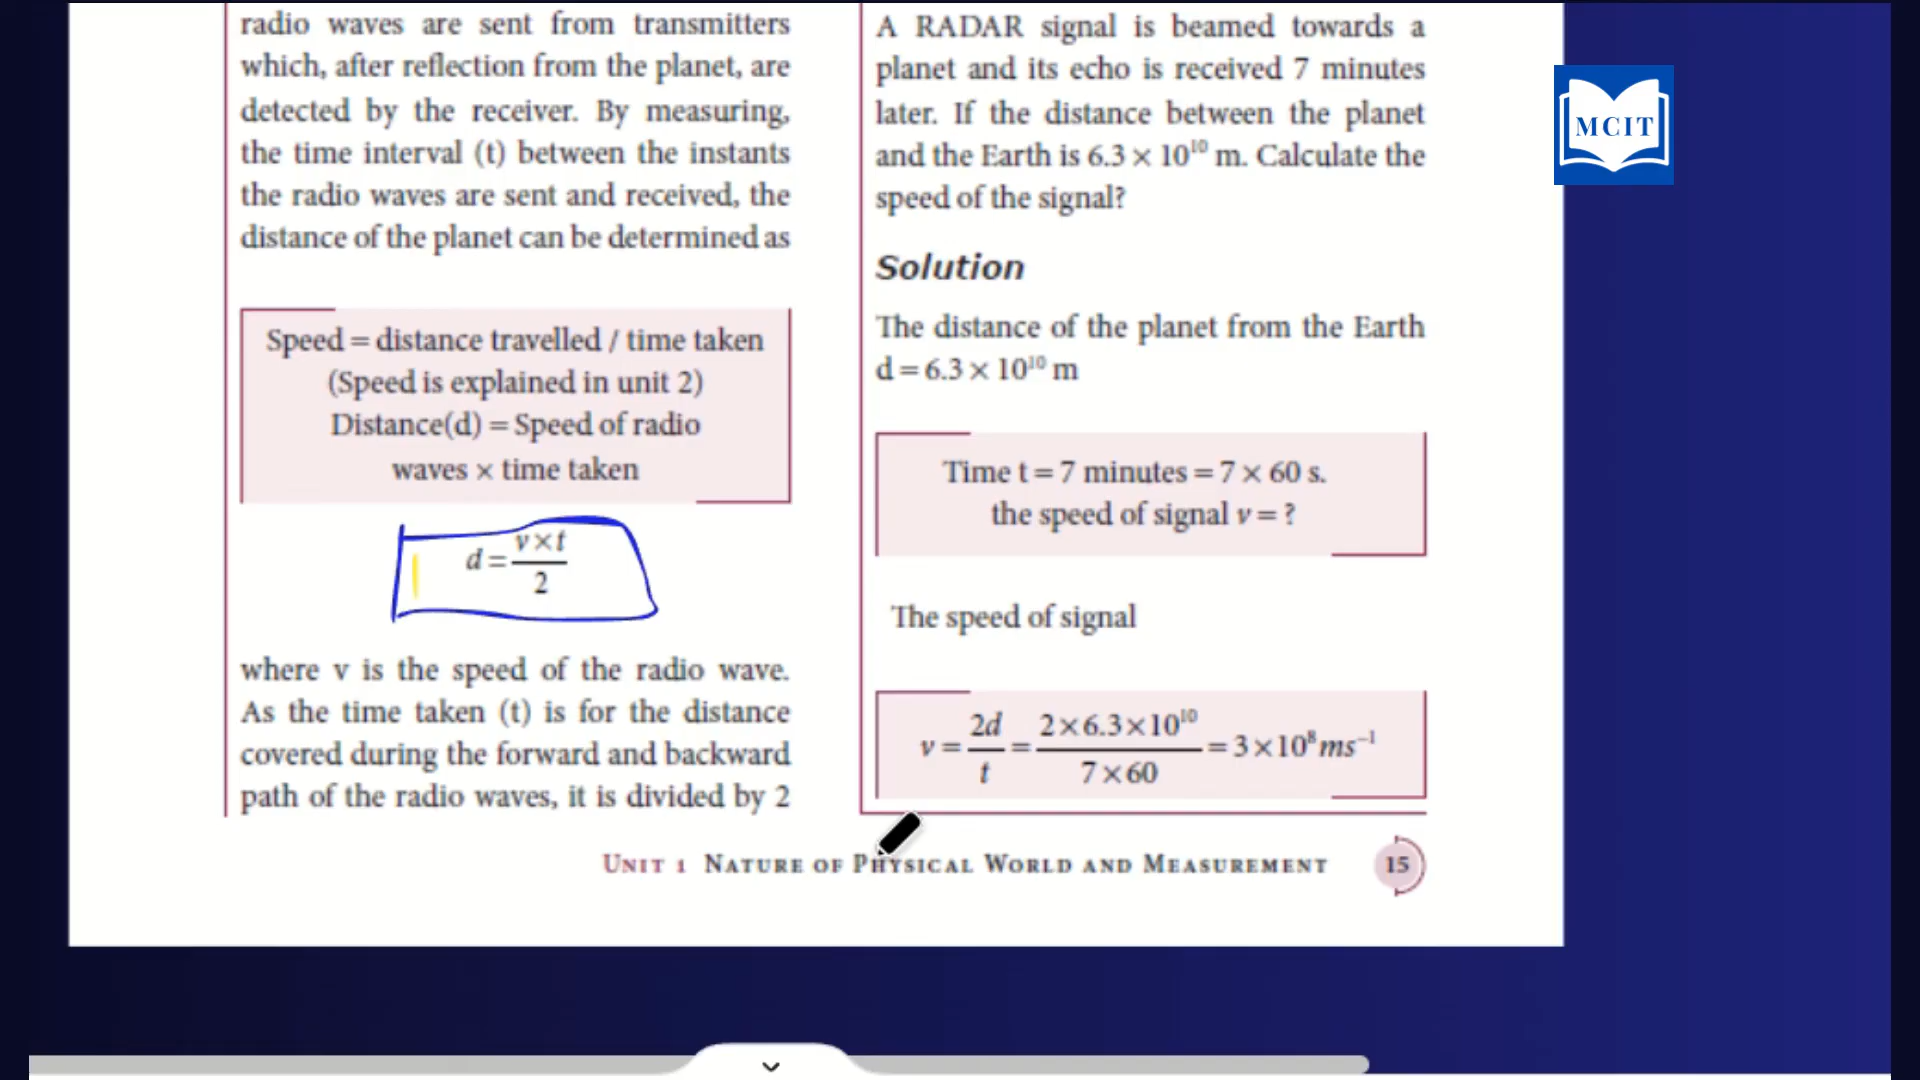 radio waves are sent from transmitters
which, after reflection from the planet, are
detected by the receiver. By measuring,
the time interval (t) between the instants
the radio waves are sent and received, the
distance of the planet can be determined as
Speed = distance travelled / time taken
(Speed is explained in unit 2)
Distance(d) = Speed of radio
waves × time taken
d = v×t / 2
where v is the speed of the radio wave.
As the time taken (t) is for the distance
covered during the forward and backward
path of the radio waves, it is divided by 2
A RADAR signal is beamed towards a
planet and its echo is received 7 minutes
later. If the distance between the planet
and the Earth is 6.3 × 10¹⁰ m. Calculate the
speed of the signal?
Solution
The distance of the planet from the Earth
d = 6.3 × 10¹⁰ m
Time t = 7 minutes = 7 × 60 s.
the speed of signal v = ?
The speed of signal
v = 2d / t = 2×6.3×10¹⁰ / 7×60 = 3×10⁸ ms⁻¹
UNIT 1 NATURE OF PHYSICAL WORLD AND MEASUREMENT
15
MCIT